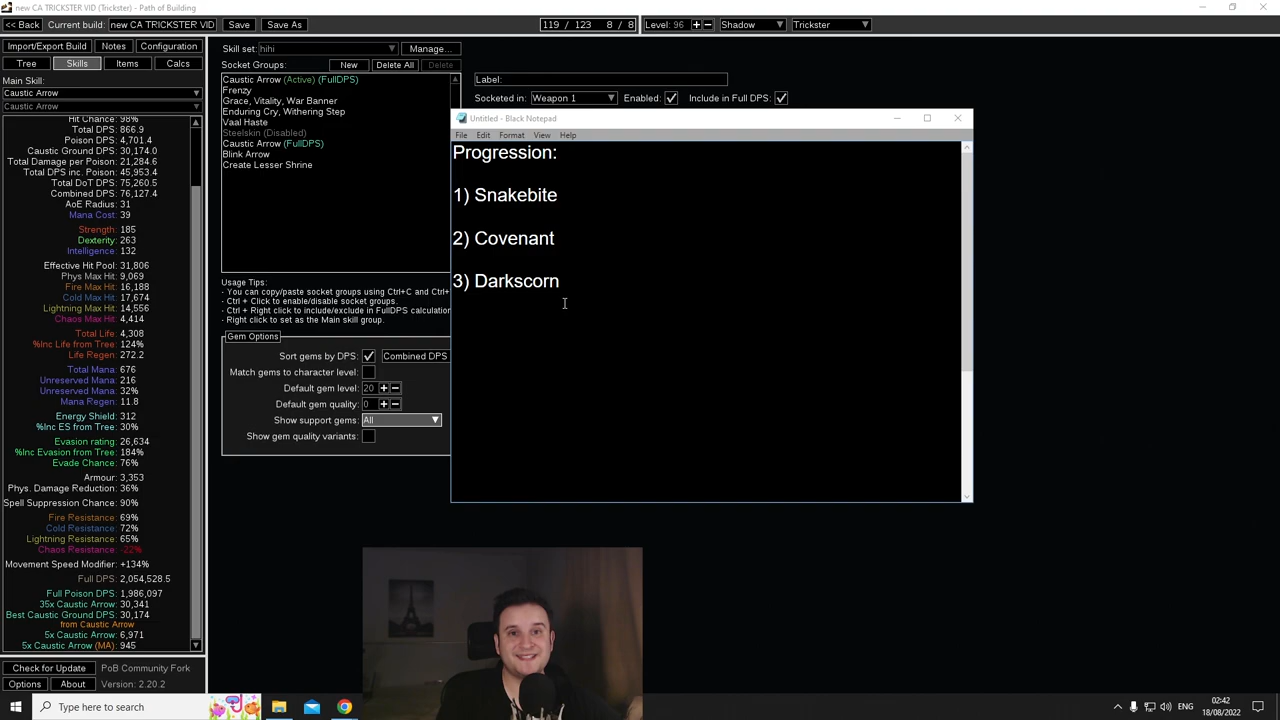 new CA TRICKSTER VID (Trickster) - Path of Building
<< Back
Current build:
new CA TRICKSTER VID
Save
Save As
119 / 123 8 / 8
Level: 96 + -
Shadow
Trickster
Import/Export Build
Notes
Configuration
Tree
Skills
Items
Calcs
Main Skill:
Caustic Arrow
Caustic Arrow
Hit Chance: 98%
Total DPS: 866.9
Poison DPS: 4,701.4
Caustic Ground DPS: 30,174.0
Total Damage per Poison: 21,284.6
Total DPS inc. Poison: 45,953.4
Total DoT DPS: 75,260.5
Combined DPS: 76,127.4
AoE Radius: 31
Mana Cost: 39
Strength: 185
Dexterity: 263
Intelligence: 132
Effective Hit Pool: 31,806
Phys Max Hit: 9,069
Fire Max Hit: 16,188
Cold Max Hit: 17,674
Lightning Max Hit: 14,556
Chaos Max Hit: 4,414
Total Life: 4,308
%Inc Life from Tree: 124%
Life Regen: 272.2
Total Mana: 676
Unreserved Mana: 216
Unreserved Mana: 32%
Mana Regen: 11.8
Energy Shield: 312
%Inc ES from Tree: 30%
Evasion rating: 26,634
%Inc Evasion from Tree: 184%
Evade Chance: 76%
Armour: 3,353
Phys. Damage Reduction: 36%
Spell Suppression Chance: 90%
Fire Resistance: 69%
Cold Resistance: 72%
Lightning Resistance: 65%
Chaos Resistance: -22%
Movement Speed Modifier: +134%
Full DPS: 2,054,528.5
Full Poison DPS: 1,986,097
35x Caustic Arrow: 30,341
Best Caustic Ground DPS: 30,174
from Caustic Arrow
5x Caustic Arrow: 6,971
5x Caustic Arrow (MA): 945
Check for Update
PoB Community Fork
Options
About
Version: 2.20.2
Skill set:
hihi
Manage...
Socket Groups:
New
Delete All
Delete
Caustic Arrow (Active) (FullDPS)
Frenzy
Grace, Vitality, War Banner
Enduring Cry, Withering Step
Vaal Haste
Steelskin (Disabled)
Caustic Arrow (FullDPS)
Blink Arrow
Create Lesser Shrine
Usage Tips:
- You can copy/paste socket groups using Ctrl+C and Ctrl+
- Ctrl + Click to enable/disable socket groups.
- Ctrl + Right click to include/exclude in FullDPS calculation
- Right click to set as the Main skill group.
Gem Options
Sort gems by DPS:
Combined DPS
Match gems to character level:
Default gem level: 20 + -
Default gem quality: 0 + -
Show support gems: All
Show gem quality variants:
Label:
Socketed in:
Weapon 1
Enabled:
Include in Full DPS:
Untitled - Black Notepad
File
Edit
Format
View
Help
Progression:
1) Snakebite
2) Covenant
3) Darkscorn
Type here to search
ENG
02:42
18/08/2022